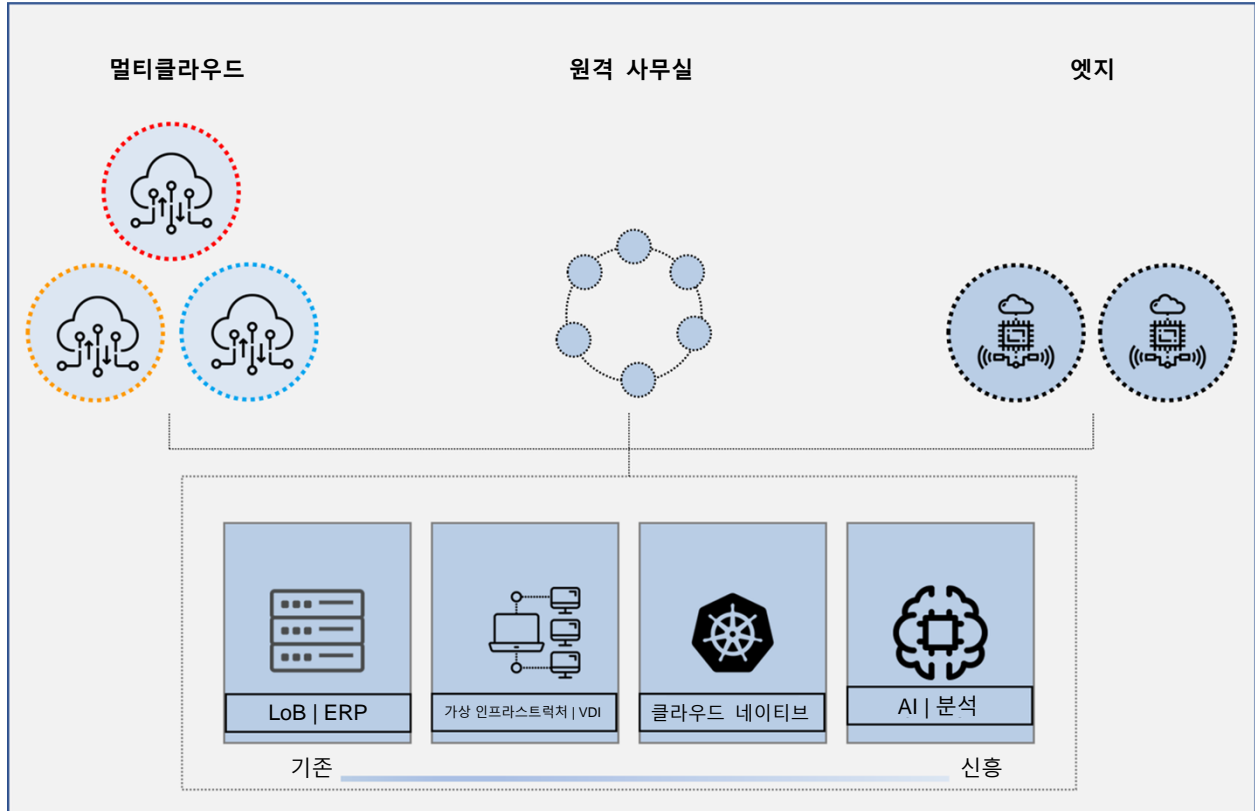 멀티클라우드
원격 사무실
엣지
LoB | ERP
가상 인프라스트럭처 | VDI
클라우드 네이티브
AI | 분석
기존
신흥